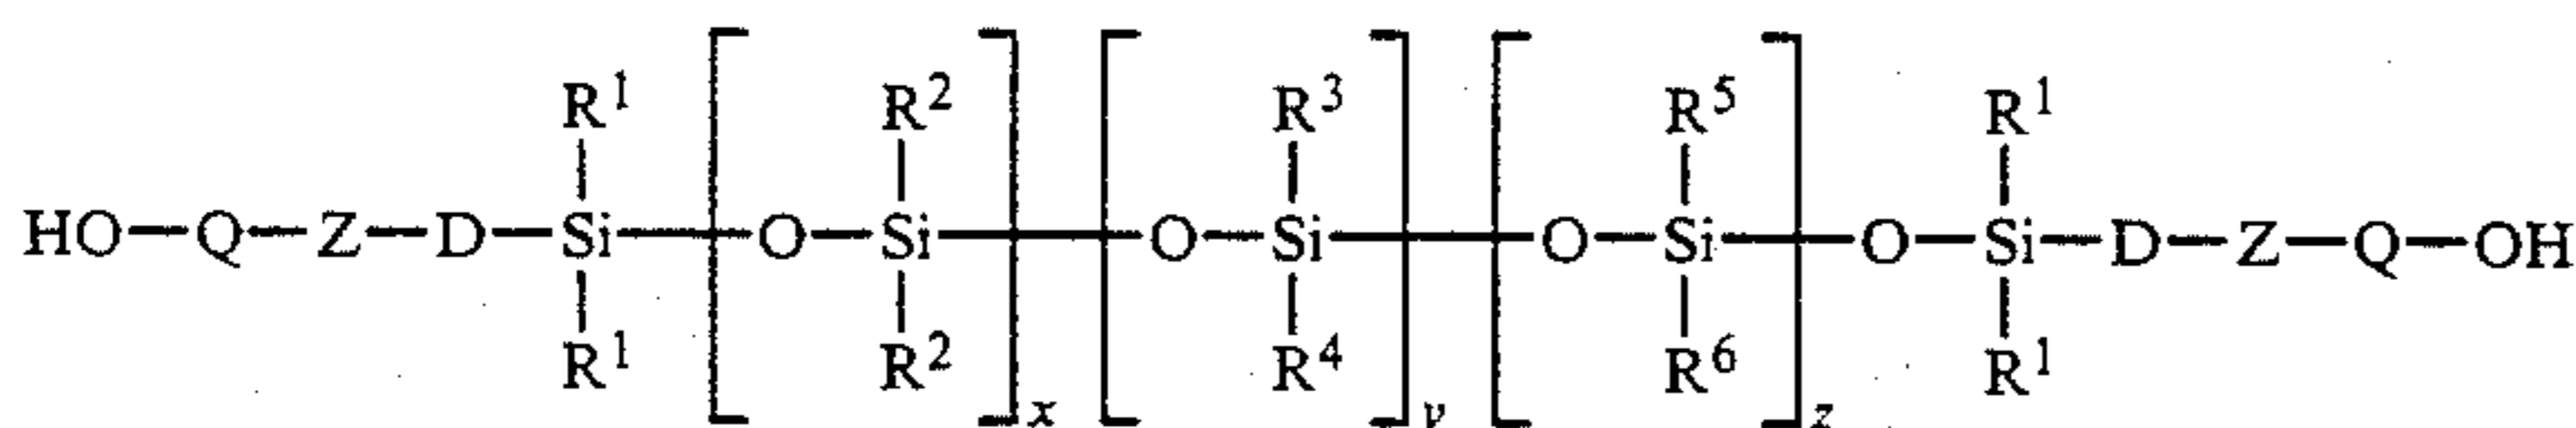 R¹ R² R³ R⁵ R¹
HO—Q—Z—D—Si—[O—Si—]x[O—Si—]y[O—Si—]z O—Si—D—Z—Q—OH
R¹ R² R⁴ R⁶ R¹